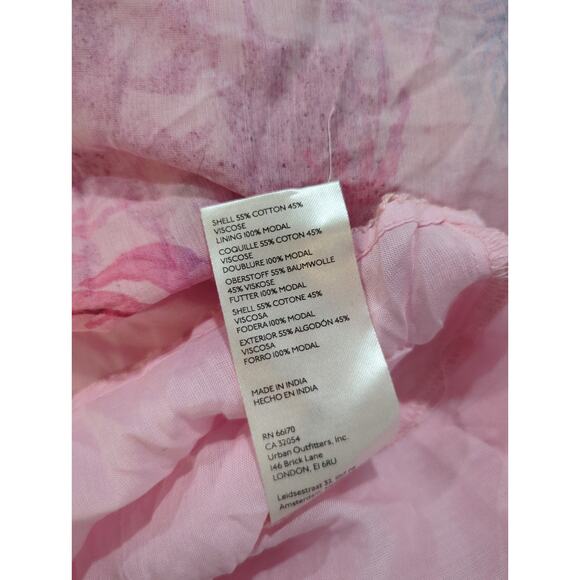 SHELL 55% COTTON 45%
VISCOSE
LINING 100% MODAL
COQUILLE 55% COTON 45%
VISCOSE
DOUBLURE 100% MODAL
OBERSTOFF 55% BAUMWOLLE
45% VISKOSE
FUTTER 100% MODAL
SHELL 55% COTONE 45%
VISCOSA
FODERA 100% MODAL
EXTERIOR 55% ALGODÓN 45%
VISCOSA
FORRO 100% MODAL
MADE IN INDIA
HECHO EN INDIA
RN 66170
CA 32054
Urban Outfitters, Inc.
146 Brick Lane
LONDON, E1 6RU
Leidsestraat
Amsterdam